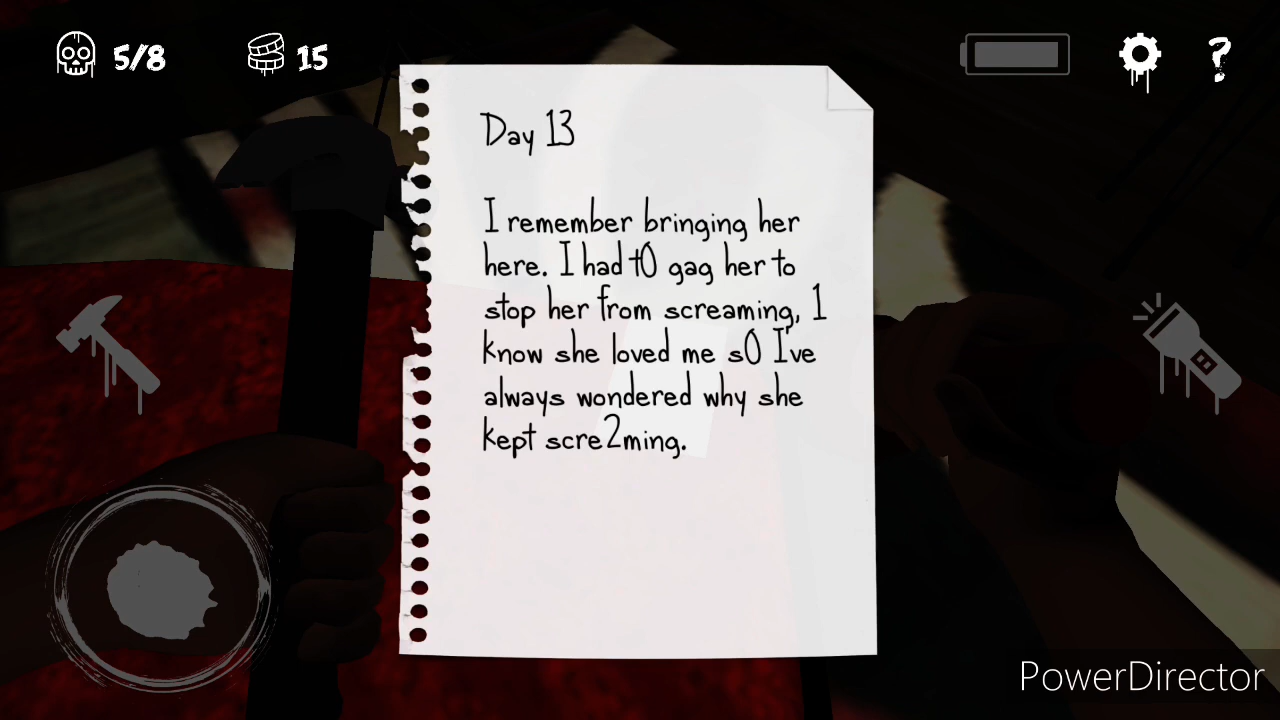 5/8
15
?
Day 13
I remember bringing her
here. I had t0 gag her to
stop her from screaming, 1
know she loved me s0 I've
always wondered why she
kept scre2ming.
PowerDirector